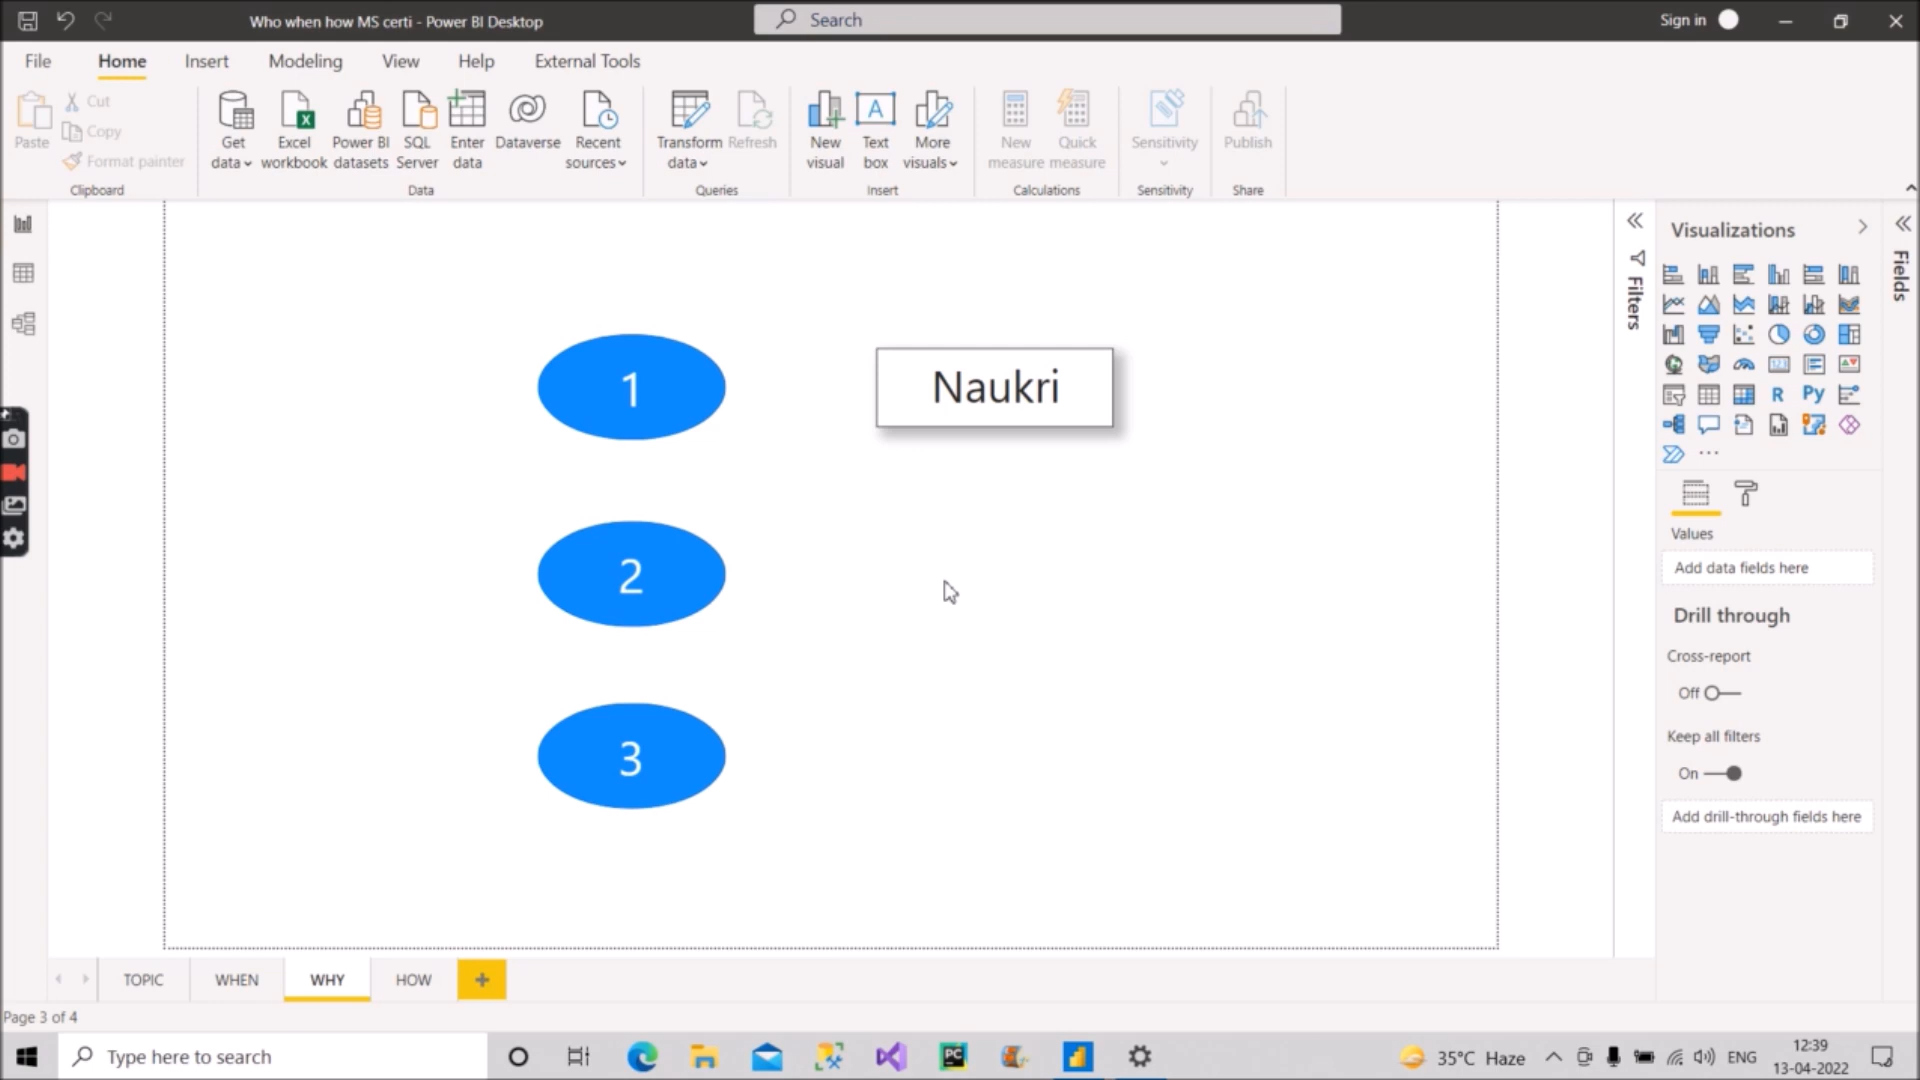 Who when how MS certi - Power BI Desktop
Search
Sign in
File Home Insert Modeling View Help External Tools
Paste
Cut
Copy
Format painter
Clipboard
Get data
Excel workbook
Power BI datasets
SQL Server
Enter data
Dataverse
Recent sources
Data
Transform data
Refresh
Queries
New visual
Text box
More visuals
Insert
New measure
Quick measure
Calculations
Sensitivity
Sensitivity
Publish
Share
1
Naukri
2
3
Filters
Visualizations
R
Py
123
Values
Add data fields here
Drill through
Cross-report
Off
Keep all filters
On
Add drill-through fields here
Fields
TOPIC WHEN WHY HOW +
Page 3 of 4
Type here to search
PC
35°C Haze
ENG
12:39
13-04-2022